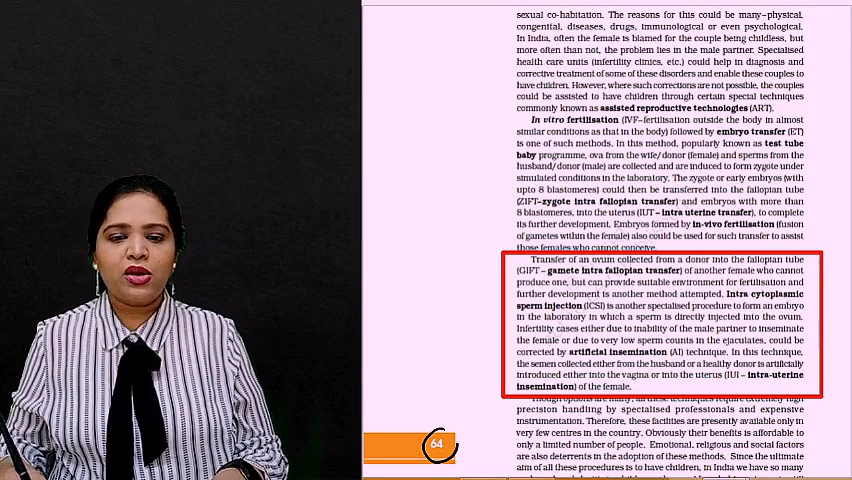 sexual co-habitation. The reasons for this could be many–physical,
congenital, diseases, drugs, immunological or even psychological.
In India, often the female is blamed for the couple being childless, but
more often than not, the problem lies in the male partner. Specialised
health care units (infertility clinics, etc.) could help in diagnosis and
corrective treatment of some of these disorders and enable these couples to
have children. However, where such corrections are not possible, the couples
could be assisted to have children through certain special techniques
commonly known as assisted reproductive technologies (ART).
In vitro fertilisation (IVF–fertilisation outside the body in almost
similar conditions as that in the body) followed by embryo transfer (ET)
is one of such methods. In this method, popularly known as test tube
baby programme, ova from the wife/donor (female) and sperms from the
husband/donor (male) are collected and are induced to form zygote under
simulated conditions in the laboratory. The zygote or early embryos (with
upto 8 blastomeres) could then be transferred into the fallopian tube
(ZIFT–zygote intra fallopian transfer) and embryos with more than
8 blastomeres, into the uterus (IUT – intra uterine transfer), to complete
its further development. Embryos formed by in-vivo fertilisation (fusion
of gametes within the female) also could be used for such transfer to assist
those females who cannot conceive.
Transfer of an ovum collected from a donor into the fallopian tube
(GIFT – gamete intra fallopian transfer) of another female who cannot
produce one, but can provide suitable environment for fertilisation and
further development is another method attempted. Intra cytoplasmic
sperm injection (ICSI) is another specialised procedure to form an embryo
in the laboratory in which a sperm is directly injected into the ovum.
Infertility cases either due to inability of the male partner to inseminate
the female or due to very low sperm counts in the ejaculates, could be
corrected by artificial insemination (AI) technique. In this technique,
the semen collected either from the husband or a healthy donor is artificially
introduced either into the vagina or into the uterus (IUI – intra-uterine
insemination) of the female.
Though options are many, all these techniques require extremely high
precision handling by specialised professionals and expensive
instrumentation. Therefore, these facilities are presently available only in
very few centres in the country. Obviously their benefits is affordable to
only a limited number of people. Emotional, religious and social factors
are also deterrents in the adoption of these methods. Since the ultimate
aim of all these procedures is to have children, in India we have so many
64